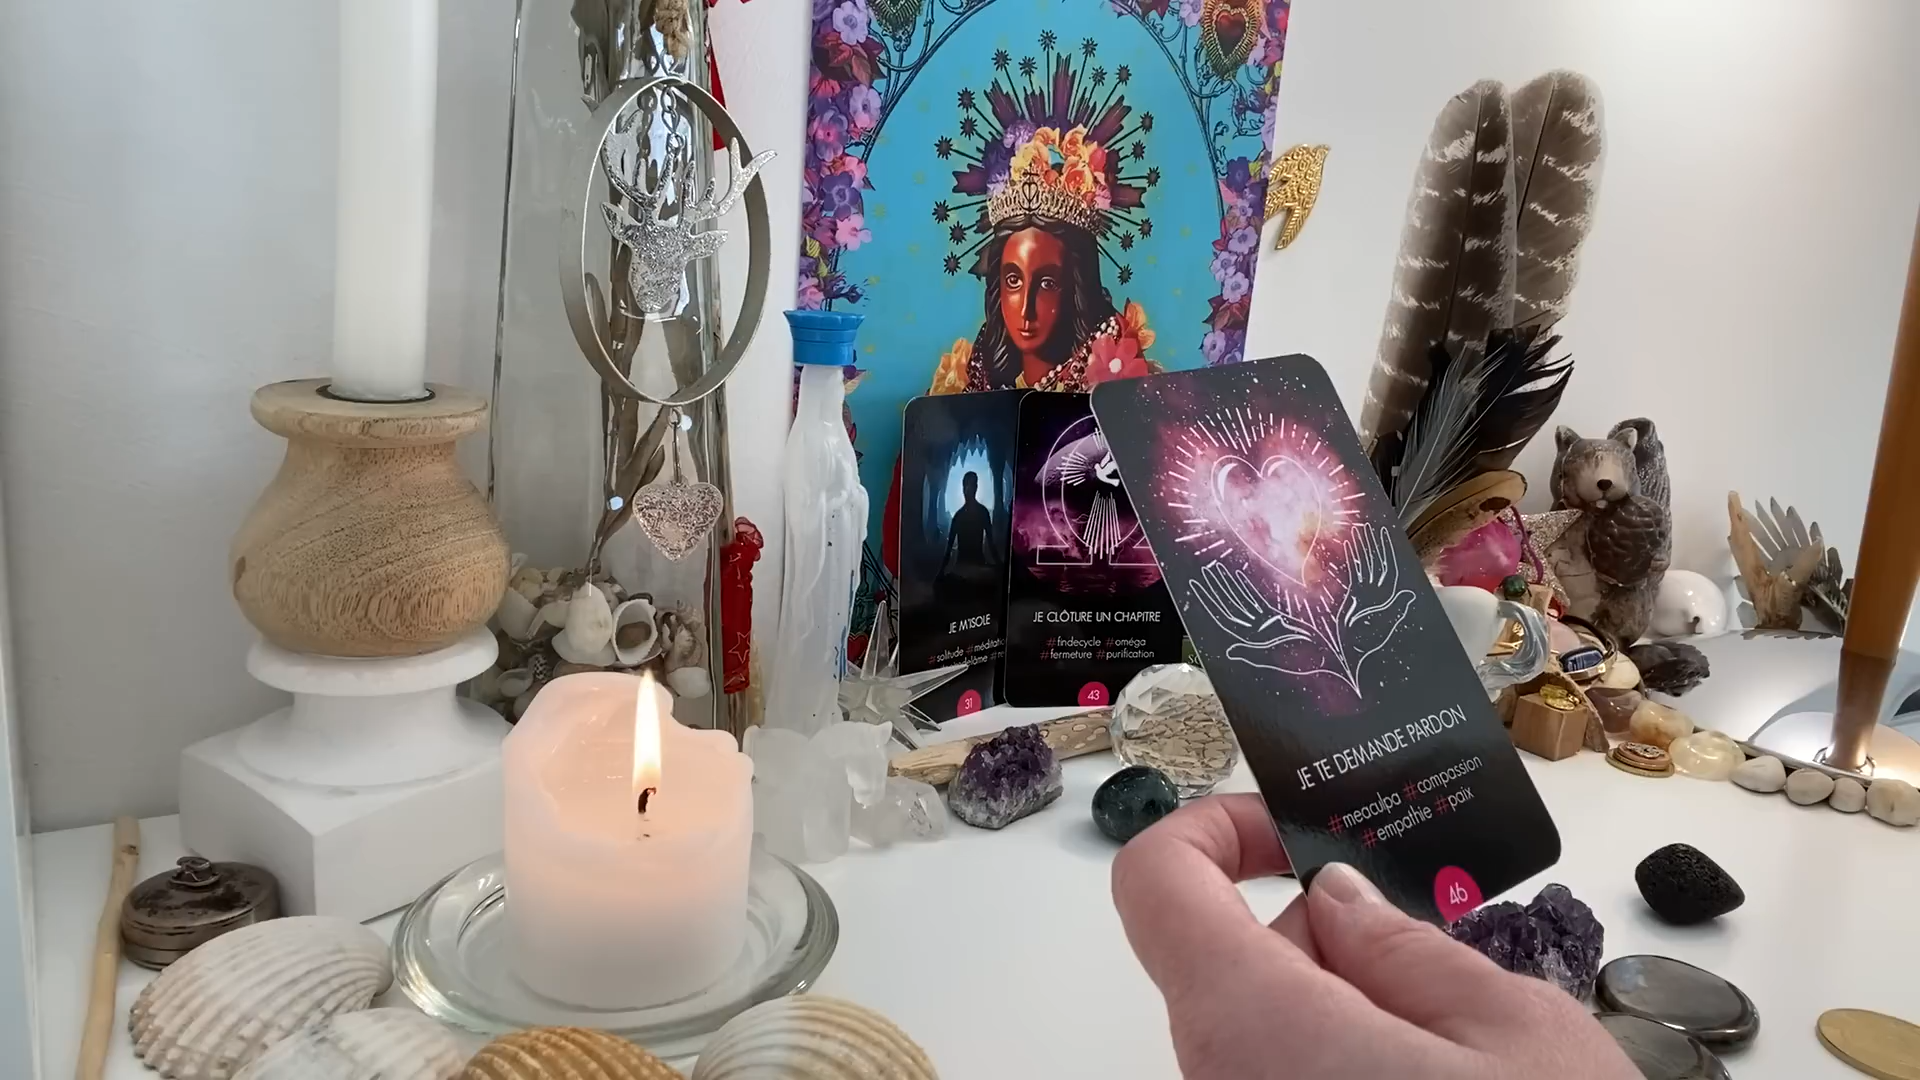 JE M'ISOLE
#solitude #méditatio
31
JE CLÔTURE UN CHAPITRE
#findecycle #oméga
#fermeture #purification
43
JE TE DEMANDE PARDON
#meaculpa #compassion
#empathie #paix
46